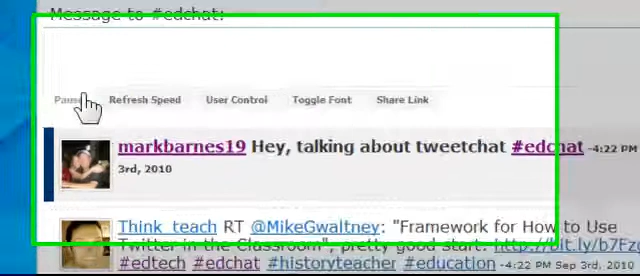 Message to #edchat:
Pause Refresh Speed User Control Toggle Font Share Link
markbarnes19 Hey, talking about tweetchat #edchat -4:22 PM
3rd, 2010
Think_teach RT @MikeGwaltney: "Framework for How to Use
Twitter in the Classroom", pretty good start. http://bit.ly/b7Fz
#edtech #edchat #historyteacher #education -4:22 PM Sep 3rd, 2010